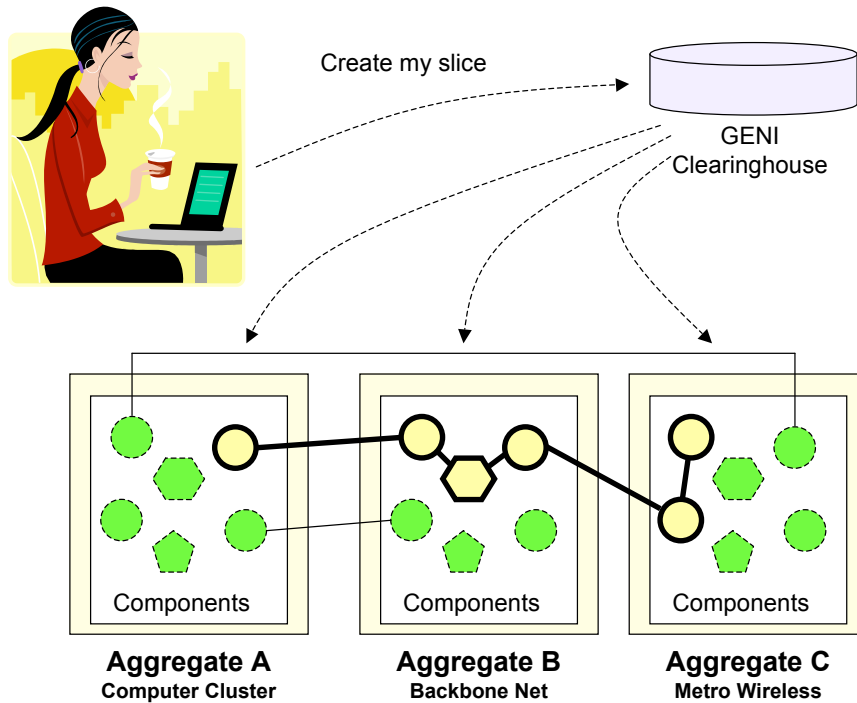 Create my slice
GENI
Clearinghouse
Components
Components
Components
Aggregate A
Computer Cluster
Aggregate B
Backbone Net
Aggregate C
Metro Wireless